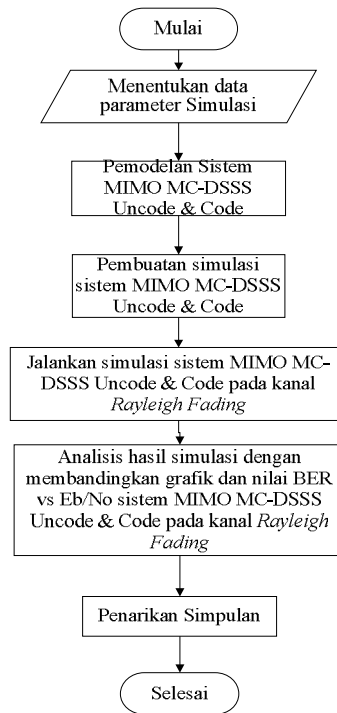 Mulai
Menentukan data
parameter Simulasi
Pemodelan Sistem
MIMO MC-DSSS
Uncode & Code
Pembuatan simulasi
sistem MIMO MC-DSSS
Uncode & Code
Jalankan simulasi sistem MIMO MC-
DSSS Uncode & Code pada kanal
Rayleigh Fading
Analisis hasil simulasi dengan
membandingkan grafik dan nilai BER
vs Eb/No sistem MIMO MC-DSSS
Uncode & Code pada kanal Rayleigh
Fading
Penarikan Simpulan
Selesai